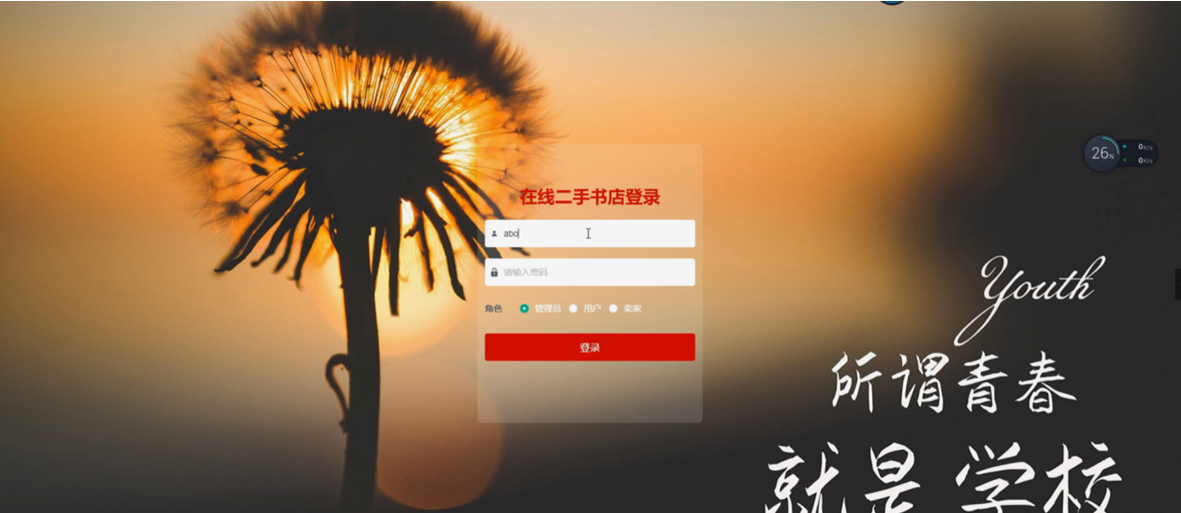 在线二手书店登录
abo
请输入密码
角色 管理员 用户 卖家
登录
26%
0K/s
0K/s
Youth
所谓青春
就是学校